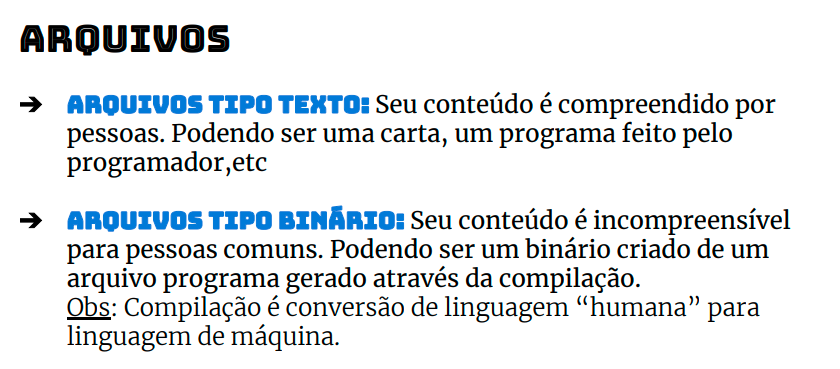 ARQUIVOS
➔ ARQUIVOS TIPO TEXTO: Seu conteúdo é compreendido por
pessoas. Podendo ser uma carta, um programa feito pelo
programador,etc
➔ ARQUIVOS TIPO BINÁRIO: Seu conteúdo é incompreensível
para pessoas comuns. Podendo ser um binário criado de um
arquivo programa gerado através da compilação.
Obs: Compilação é conversão de linguagem “humana” para
linguagem de máquina.